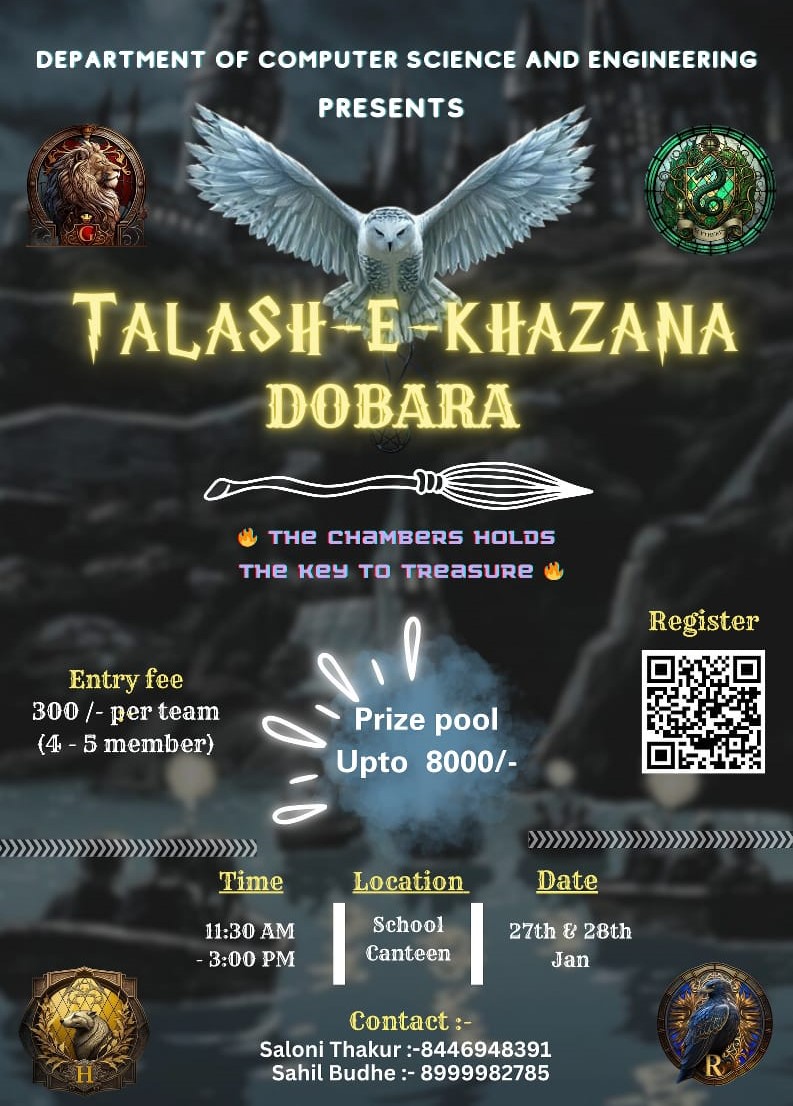 DEPARTMENT OF COMPUTER SCIENCE AND ENGINEERING
PRESENTS
G
TALASH-E-KHAZANA
DOBARA
🔥 THE CHAMBERS HOLDS
THE KEY TO TREASURE 🔥
Register
Entry fee
300 /- per team
(4 - 5 member)
Prize pool
Upto 8000/-
Time
11:30 AM
- 3:00 PM
Location
School
Canteen
Date
27th & 28th
Jan
Contact :-
Saloni Thakur :-8446948391
Sahil Budhe :- 8999982785
H
R